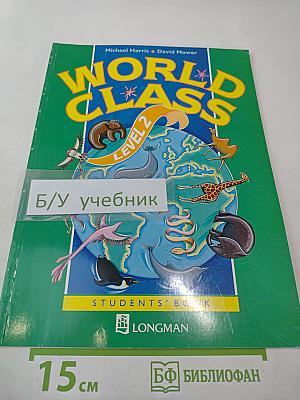 Michael Harris • David Mower
WORLD
CLASS
LEVEL 2
Б/У учебник
STUDENTS' BOOK
LONGMAN
15 см
БФ БИБЛИОФАН